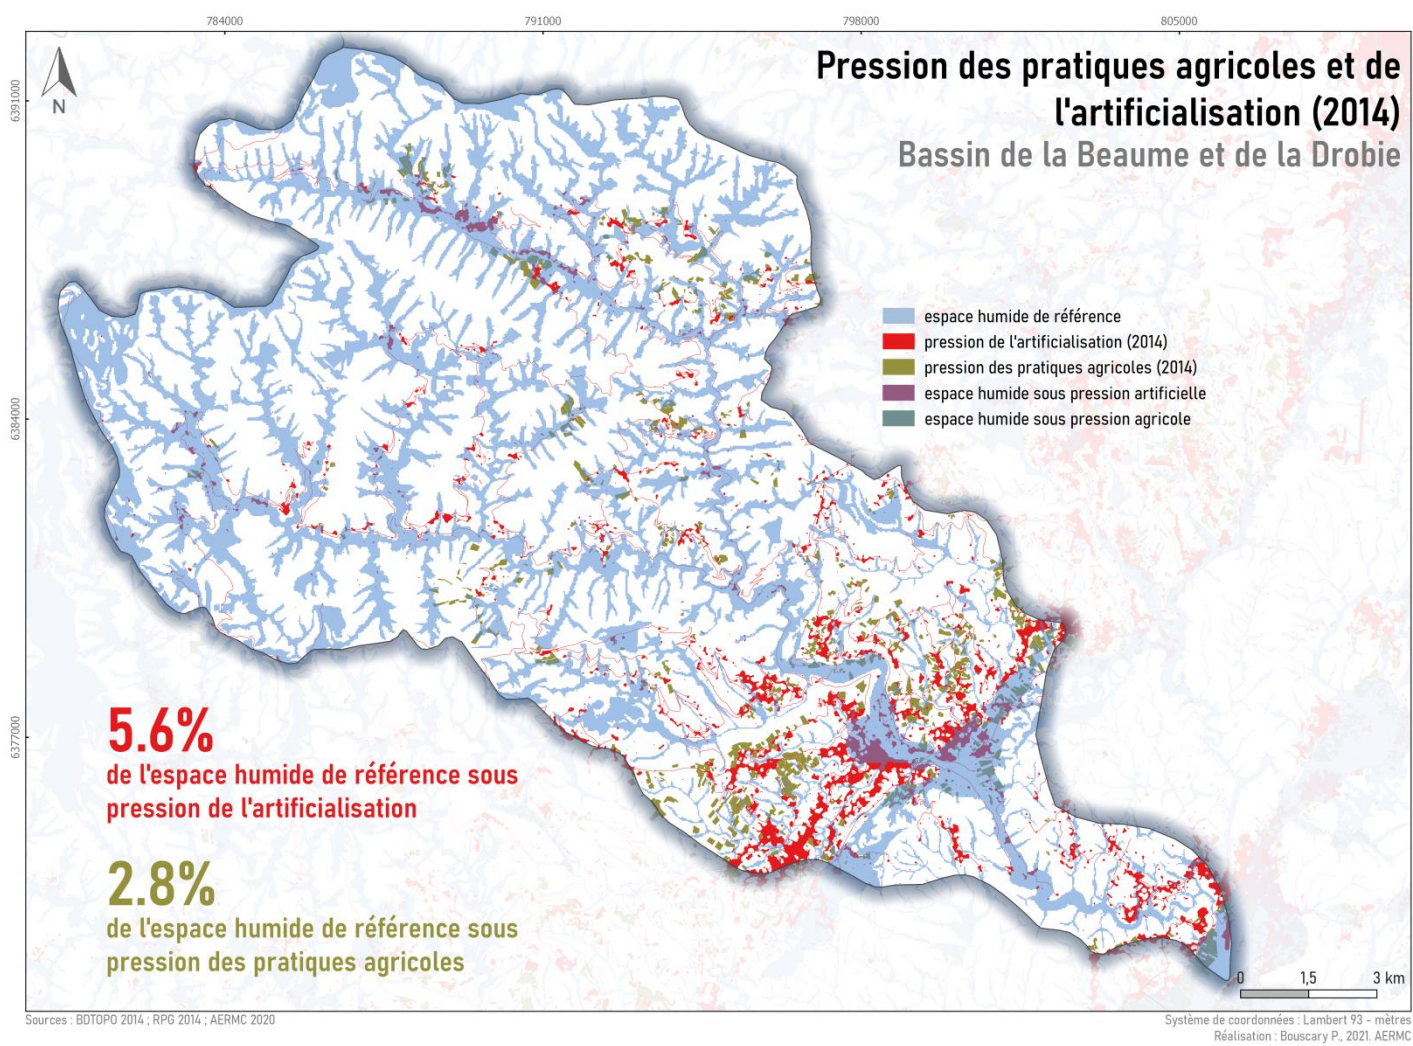 784000
791000
798000
805000
6391000
6384000
6377000
N
Pression des pratiques agricoles et de
l'artificialisation (2014)
Bassin de la Beaume et de la Drobie
espace humide de référence
pression de l'artificialisation (2014)
pression des pratiques agricoles (2014)
espace humide sous pression artificielle
espace humide sous pression agricole
5.6%
de l'espace humide de référence sous
pression de l'artificialisation
2.8%
de l'espace humide de référence sous
pression des pratiques agricoles
0 1,5 3 km
Sources : BDTOPO 2014 ; RPG 2014 ; AERMC 2020
Système de coordonnées : Lambert 93 - mètres
Réalisation : Bouscary P., 2021. AERMC